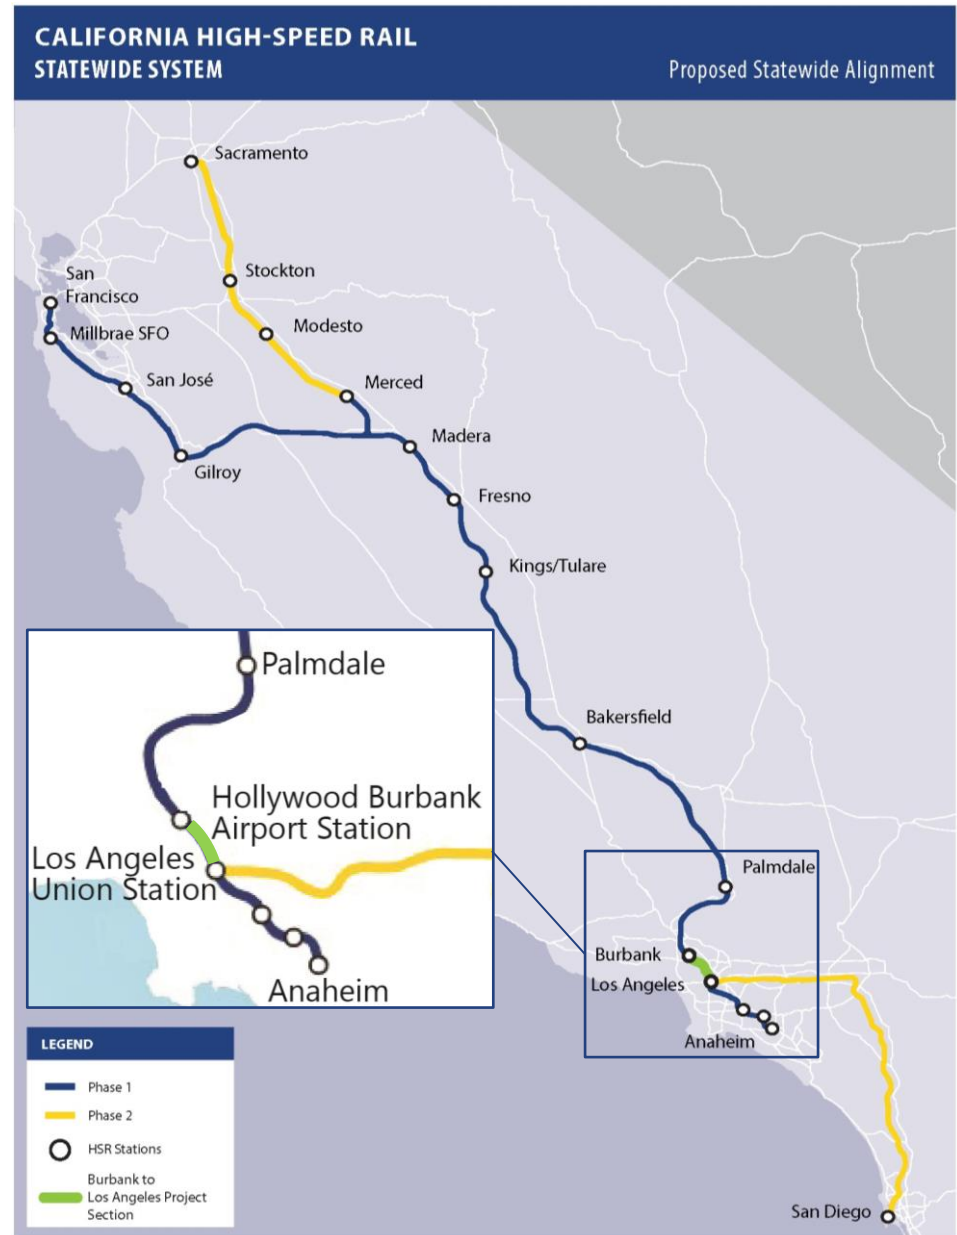 CALIFORNIA HIGH-SPEED RAIL
STATEWIDE SYSTEM
Proposed Statewide Alignment
Sacramento
Stockton
San
Francisco
Modesto
Millbrae SFO
San José
Merced
Madera
Gilroy
Fresno
Kings/Tulare
Bakersfield
Palmdale
Burbank
Los Angeles
Anaheim
San Diego
Palmdale
Hollywood Burbank
Airport Station
Los Angeles
Union Station
Anaheim
LEGEND
Phase 1
Phase 2
HSR Stations
Burbank to
Los Angeles Project
Section